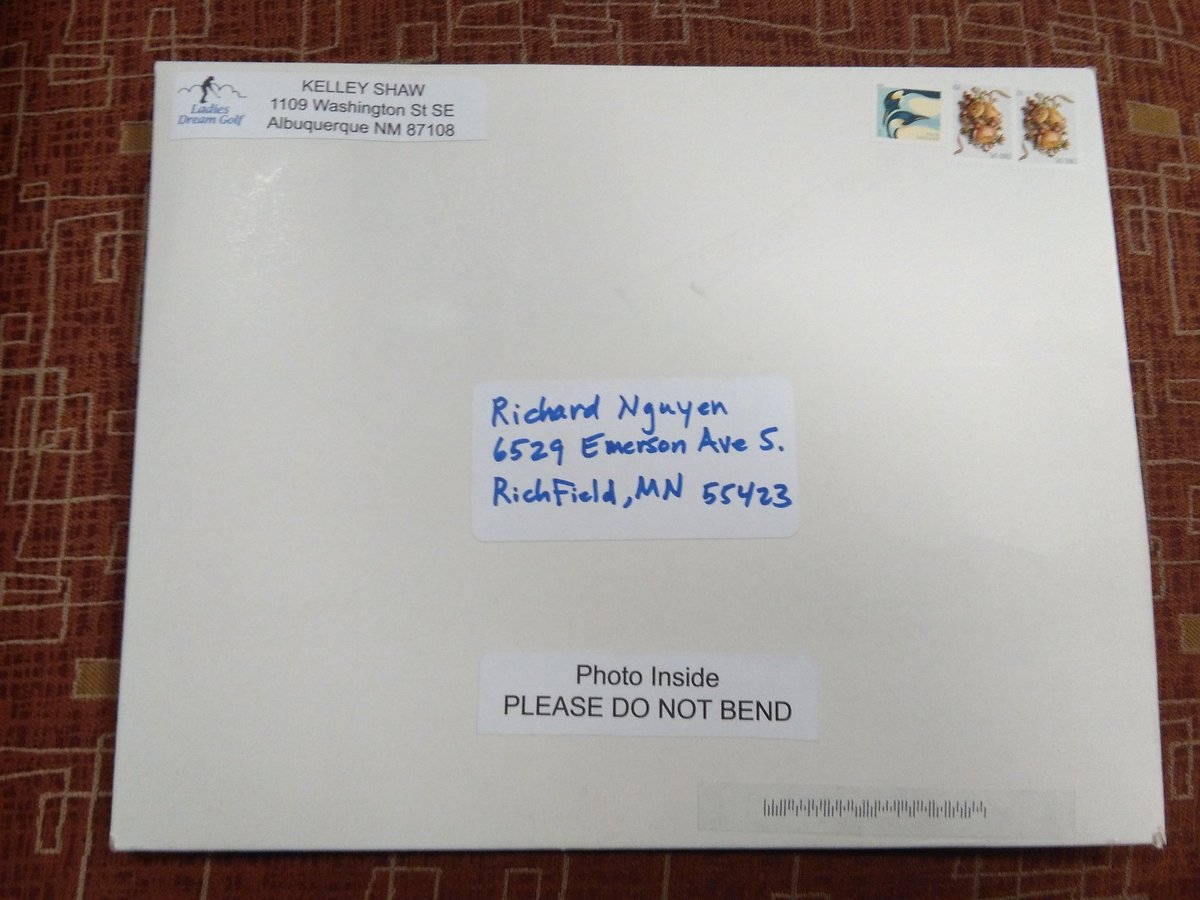 Ladies
Dream Golf
KELLEY SHAW
1109 Washington St SE
Albuquerque NM 87108
Richard Nguyen
6529 Emerson Ave S.
Richfield, MN 55423
Photo Inside
PLEASE DO NOT BEND